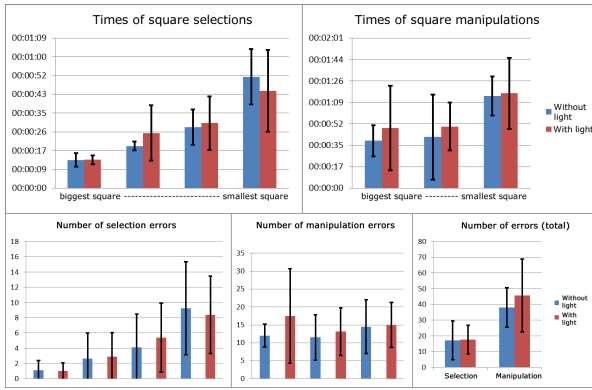 Times of square selections
00:01:09
00:01:00
00:00:52
00:00:43
00:00:35
00:00:26
00:00:17
00:00:09
00:00:00
biggest square -------------------------- smallest square
Times of square manipulations
00:02:01
00:01:44
00:01:26
00:01:09
00:00:52
00:00:35
00:00:17
00:00:00
biggest square --------- smallest square
Without
light
With light
Number of selection errors
18
16
14
12
10
8
6
4
2
0
Number of manipulation errors
35
30
25
20
15
10
5
0
Number of errors (total)
80
70
60
50
40
30
20
10
0
Selection Manipulation
Without
light
With
light